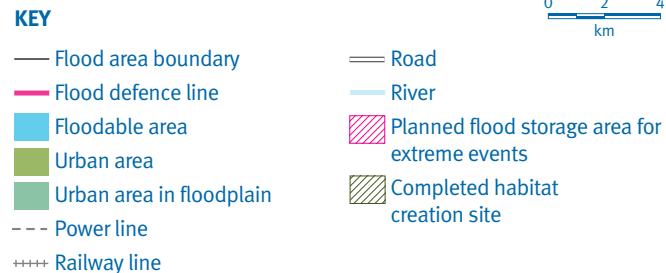 KEY
0 2 4
km
Flood area boundary
Flood defence line
Floodable area
Urban area
Urban area in floodplain
Power line
Railway line
Road
River
Planned flood storage area for
extreme events
Completed habitat
creation site